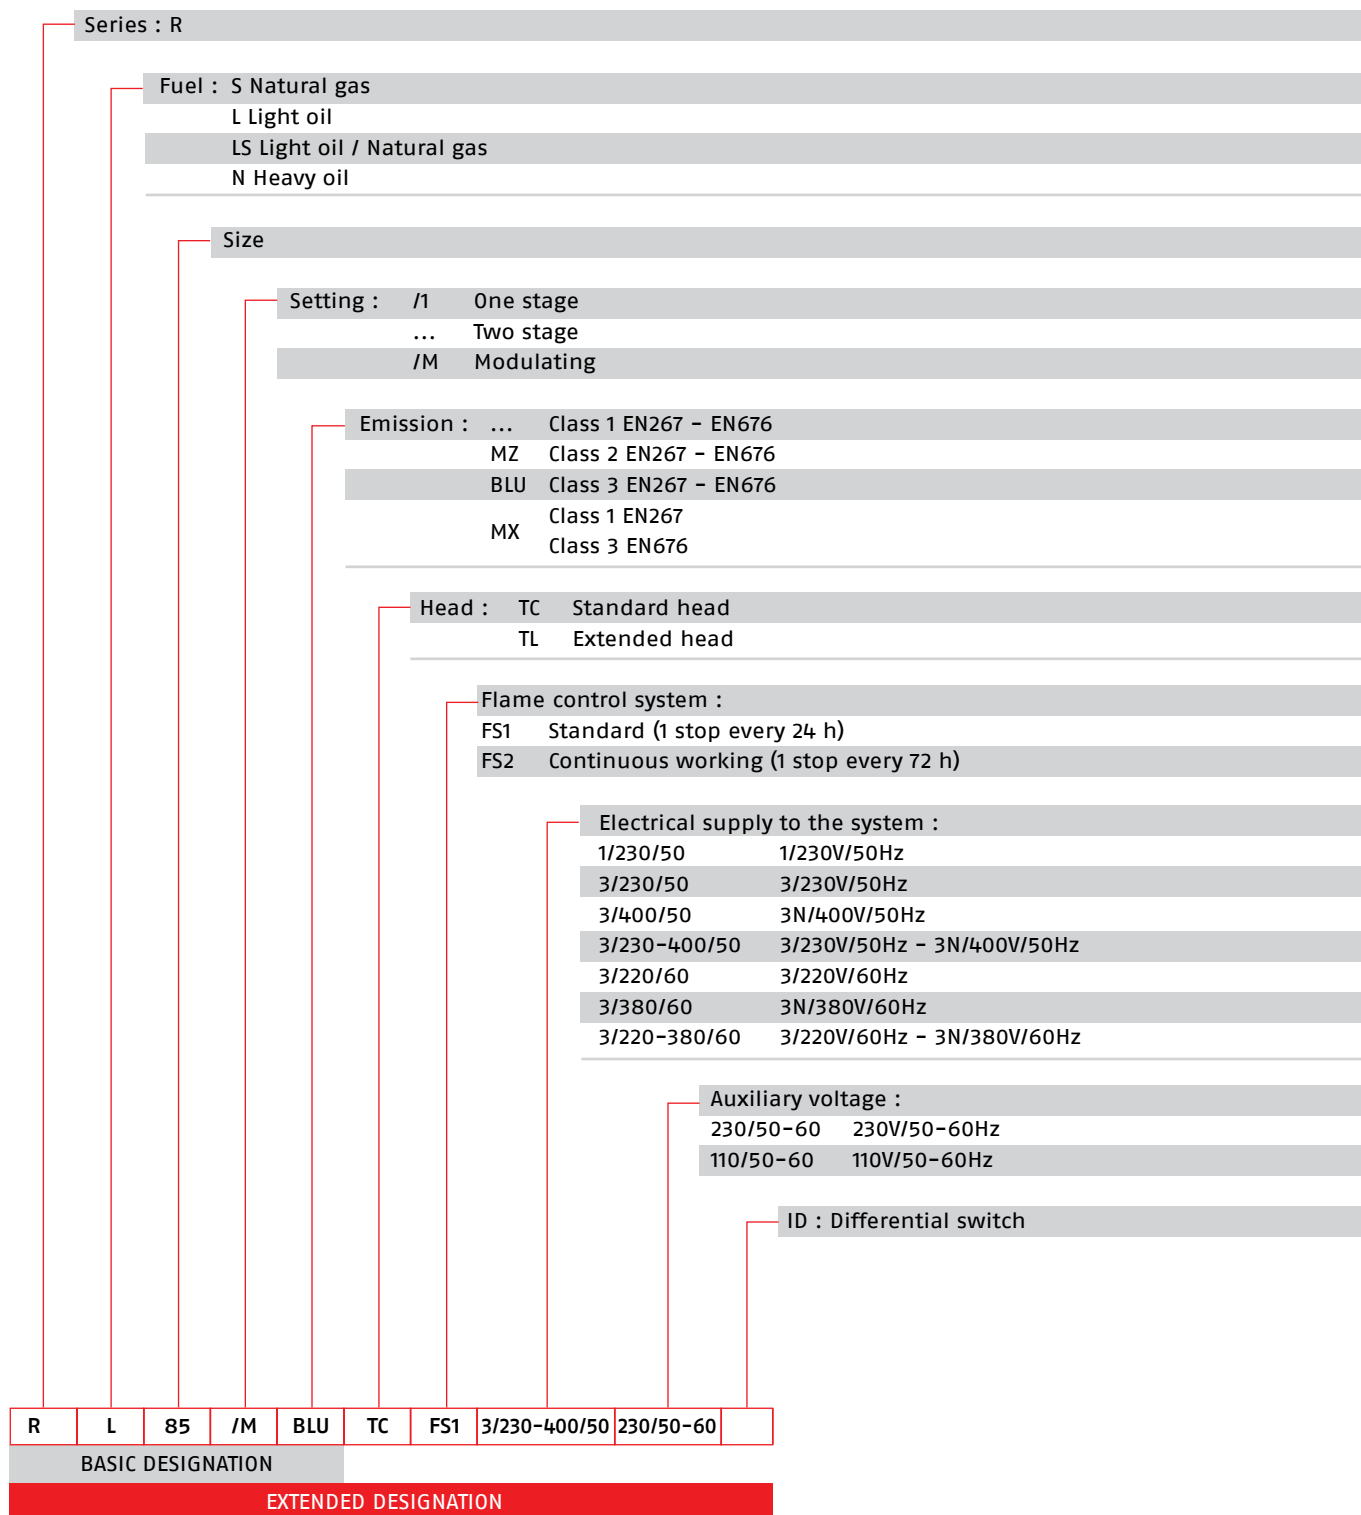 Series : R
Fuel : S Natural gas
L Light oil
LS Light oil / Natural gas
N Heavy oil
Size
Setting : /1 One stage
... Two stage
/M Modulating
Emission : ... Class 1 EN267 - EN676
MZ Class 2 EN267 - EN676
BLU Class 3 EN267 - EN676
MX Class 1 EN267
Class 3 EN676
Head : TC Standard head
TL Extended head
Flame control system :
FS1 Standard (1 stop every 24 h)
FS2 Continuous working (1 stop every 72 h)
Electrical supply to the system :
1/230/50 1/230V/50Hz
3/230/50 3/230V/50Hz
3/400/50 3N/400V/50Hz
3/230-400/50 3/230V/50Hz - 3N/400V/50Hz
3/220/60 3/220V/60Hz
3/380/60 3N/380V/60Hz
3/220-380/60 3/220V/60Hz - 3N/380V/60Hz
Auxiliary voltage :
230/50-60 230V/50-60Hz
110/50-60 110V/50-60Hz
ID : Differential switch
R L 85 /M BLU TC FS1 3/230-400/50 230/50-60
BASIC DESIGNATION
EXTENDED DESIGNATION